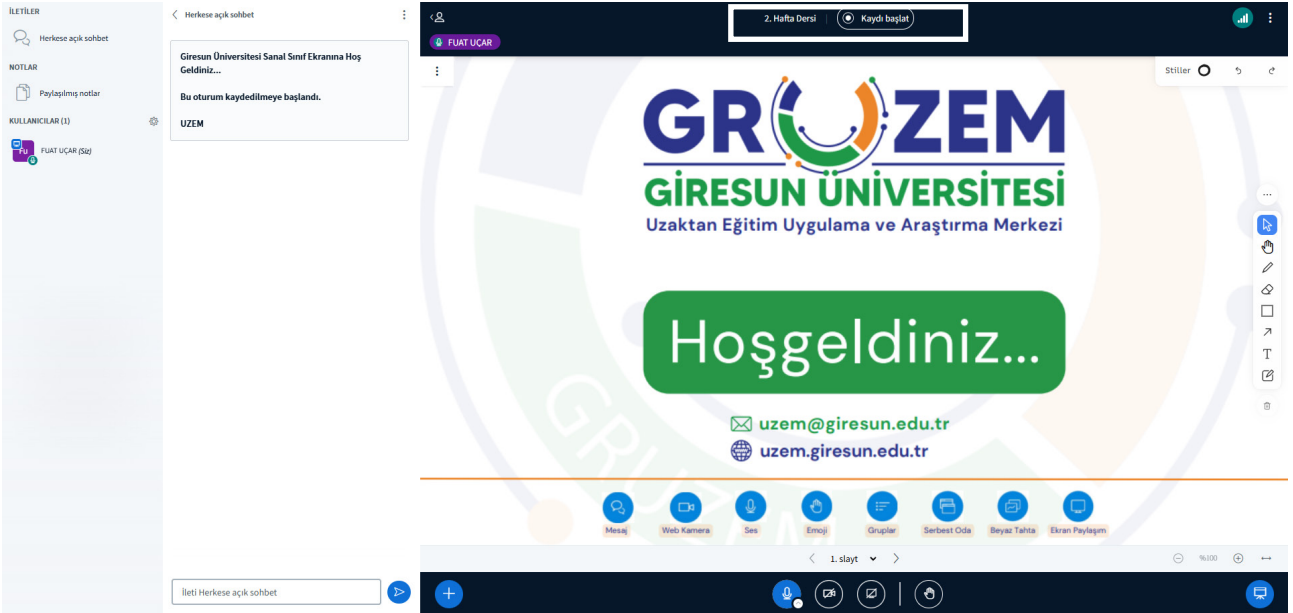 İLETİLER
Herkese açık sohbet
NOTLAR
Paylaşılmış notlar
KULLANICILAR (1)
Fu
FUAT UÇAR (Siz)
Herkese açık sohbet
Giresun Üniversitesi Sanal Sınıf Ekranına Hoş
Geldiniz...
Bu oturum kaydedilmeye başlandı.
UZEM
İleti Herkese açık sohbet
2. Hafta Dersi
Kaydı başlat
FUAT UÇAR
Stiller
GRUZEM
GİRESUN ÜNİVERSİTESİ
Uzaktan Eğitim Uygulama ve Araştırma Merkezi
Hoşgeldiniz...
uzem@giresun.edu.tr
uzem.giresun.edu.tr
GRUZEM
Mesaj
Web Kamera
Ses
Emoji
Gruplar
Serbest Oda
Beyaz Tahta
Ekran Paylaşım
T
1. slayt
%100